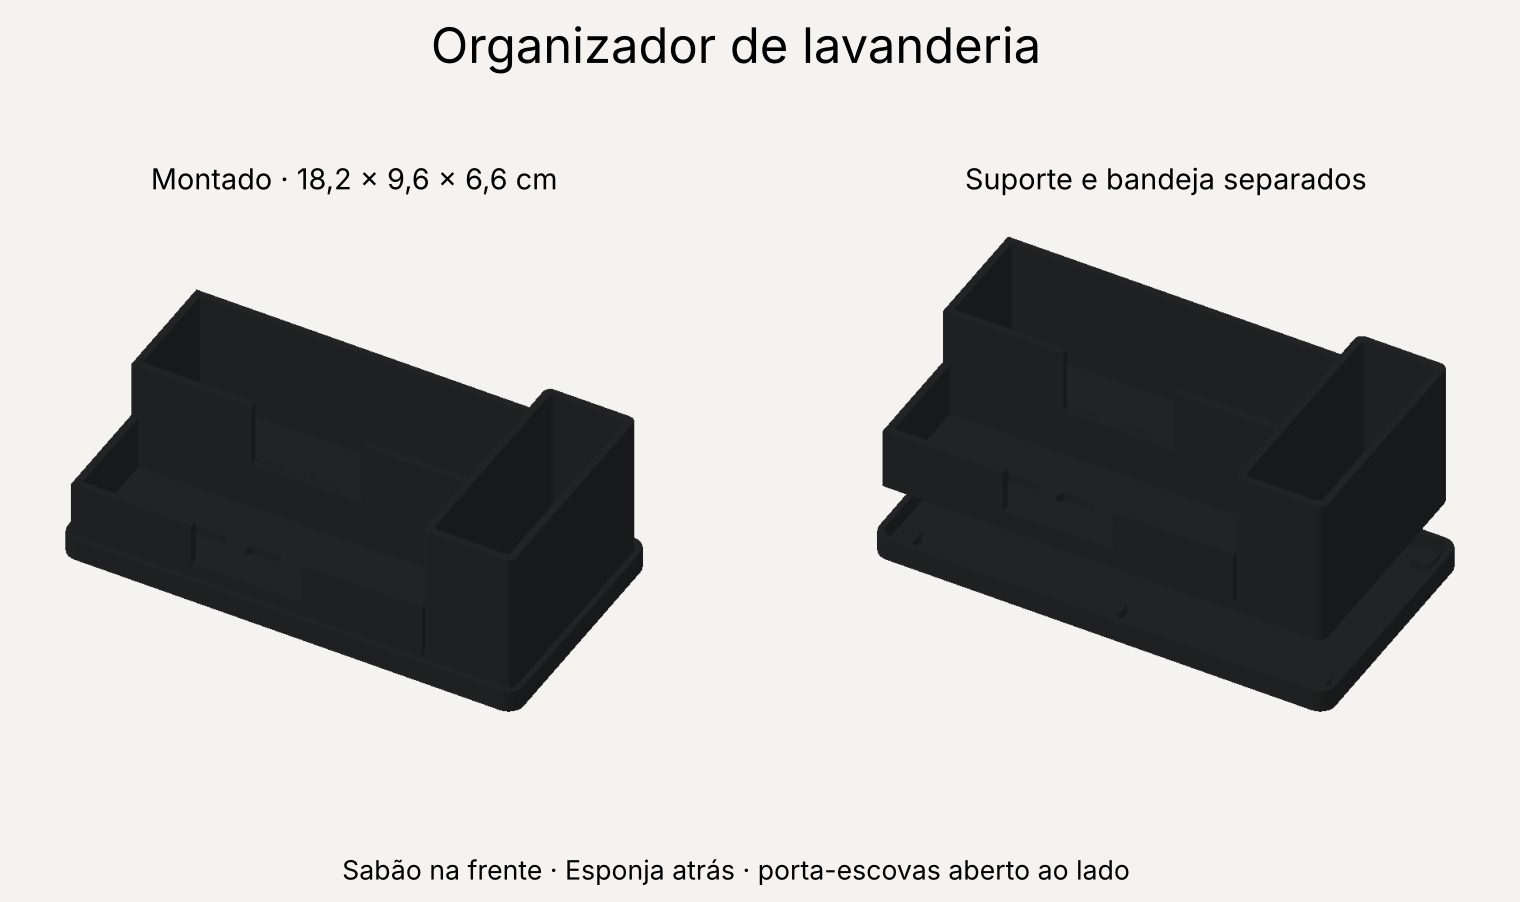 Organizador de lavanderia
Montado · 18,2 × 9,6 × 6,6 cm
Suporte e bandeja separados
Sabão na frente · Esponja atrás · porta-escovas aberto ao lado